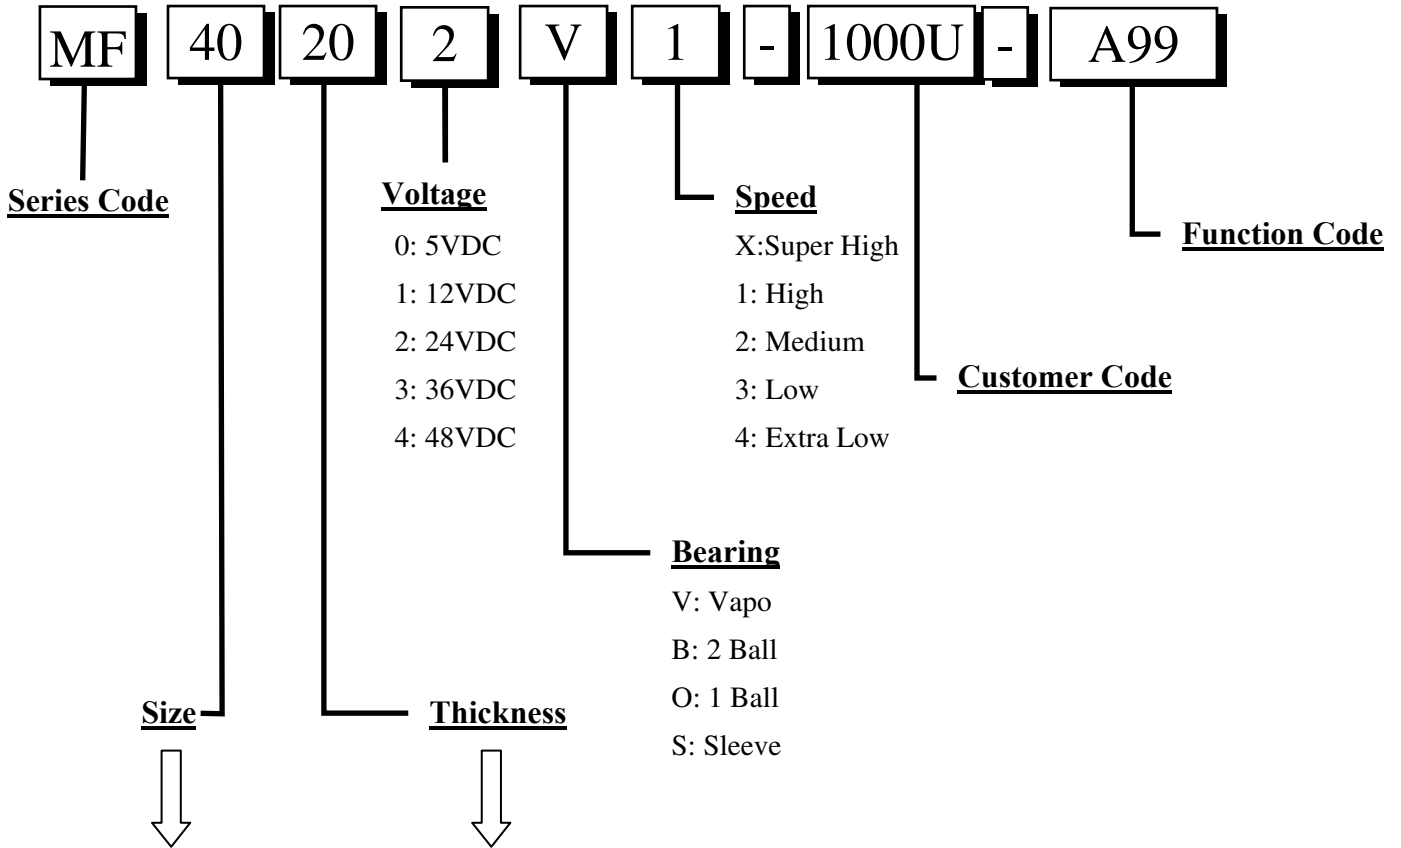 MF 40 20 2 V 1 - 1000U - A99
Series Code
Voltage
0: 5VDC
1: 12VDC
2: 24VDC
3: 36VDC
4: 48VDC
Speed
X:Super High
1: High
2: Medium
3: Low
4: Extra Low
Function Code
Customer Code
Bearing
V: Vapo
B: 2 Ball
O: 1 Ball
S: Sleeve
Size
Thickness